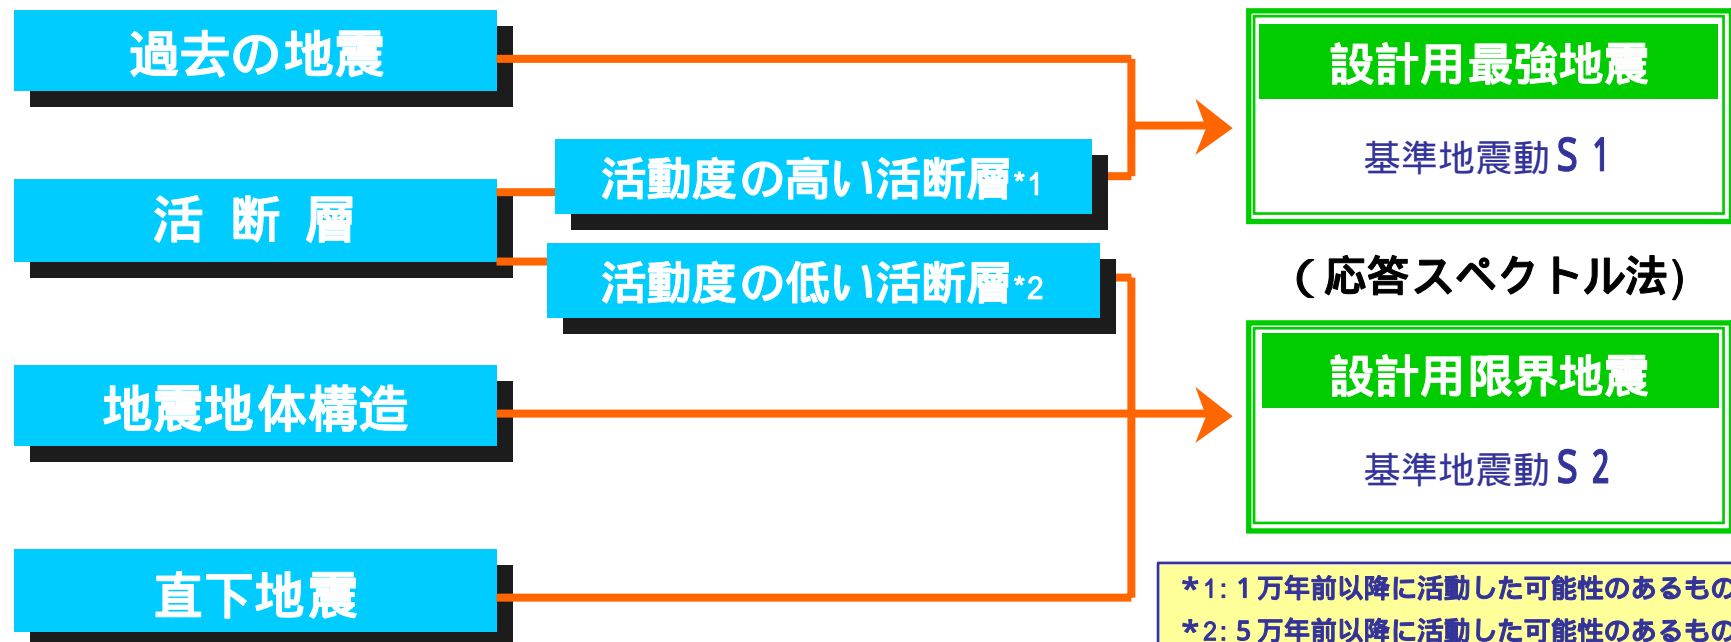 過去の地震
設計用最強地震
基準地震動S1
活動度の高い活断層*1
活断層
活動度の低い活断層*2
(応答スペクトル法)
設計用限界地震
基準地震動S2
地震地体構造
直下地震
*1:1万年前以降に活動した可能性のあるもの
*2:5万年前以降に活動した可能性のあるもの